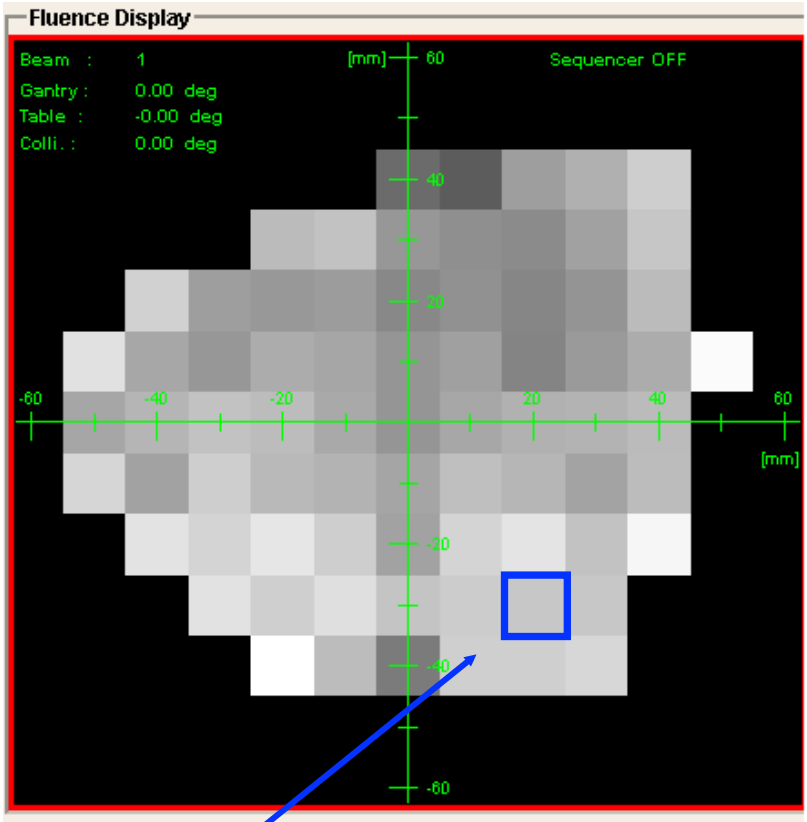 Fluence Display
Beam : 1
[mm] 60 Sequencer OFF
Gantry : 0.00 deg
Table : -0.00 deg
Colli. : 0.00 deg
40
20
-60 -40 -20 20 40 60
[mm]
-20
-40
-60